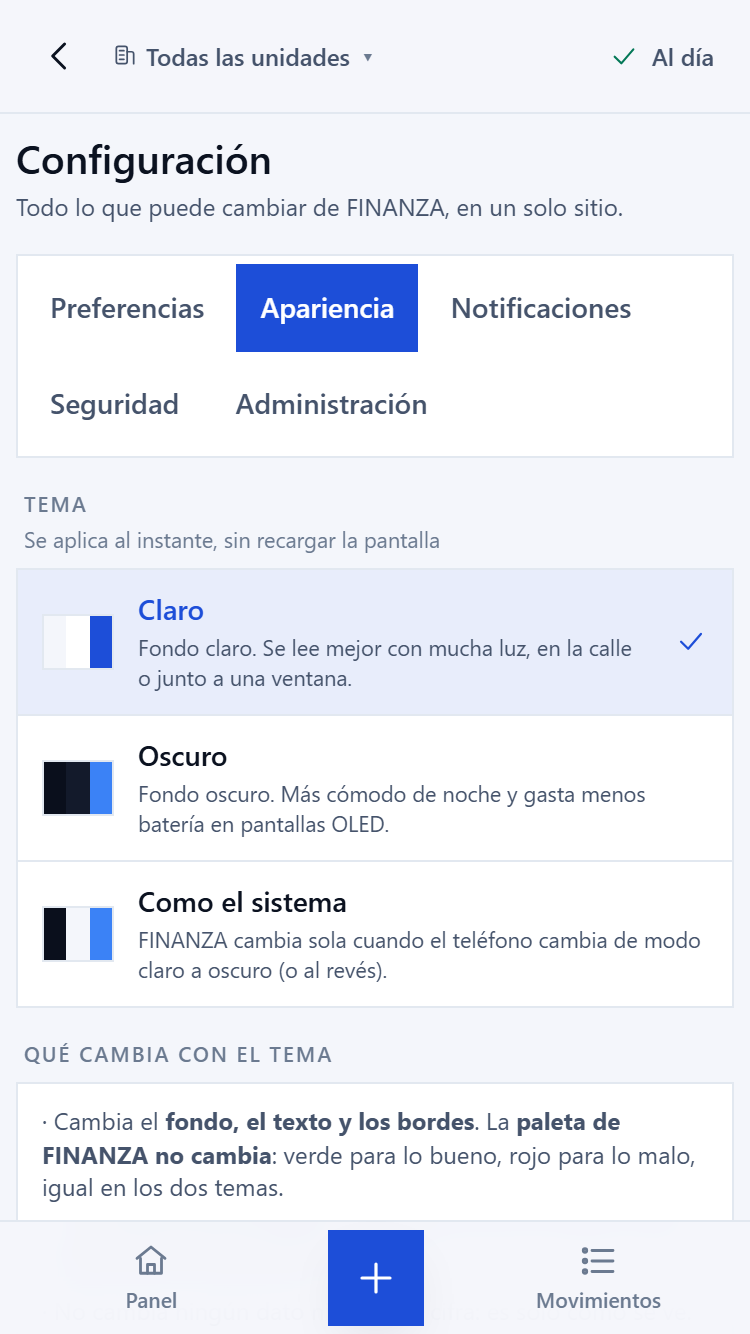 Todas las unidades ▾
Al día
Configuración
Todo lo que puede cambiar de FINANZA, en un solo sitio.
Preferencias
Apariencia
Notificaciones
Seguridad
Administración
TEMA
Se aplica al instante, sin recargar la pantalla
Claro
Fondo claro. Se lee mejor con mucha luz, en la calle
o junto a una ventana.
Oscuro
Fondo oscuro. Más cómodo de noche y gasta menos
batería en pantallas OLED.
Como el sistema
FINANZA cambia sola cuando el teléfono cambia de modo
claro a oscuro (o al revés).
QUÉ CAMBIA CON EL TEMA
· Cambia el fondo, el texto y los bordes. La paleta de
FINANZA no cambia: verde para lo bueno, rojo para lo malo,
igual en los dos temas.
Panel
Movimientos